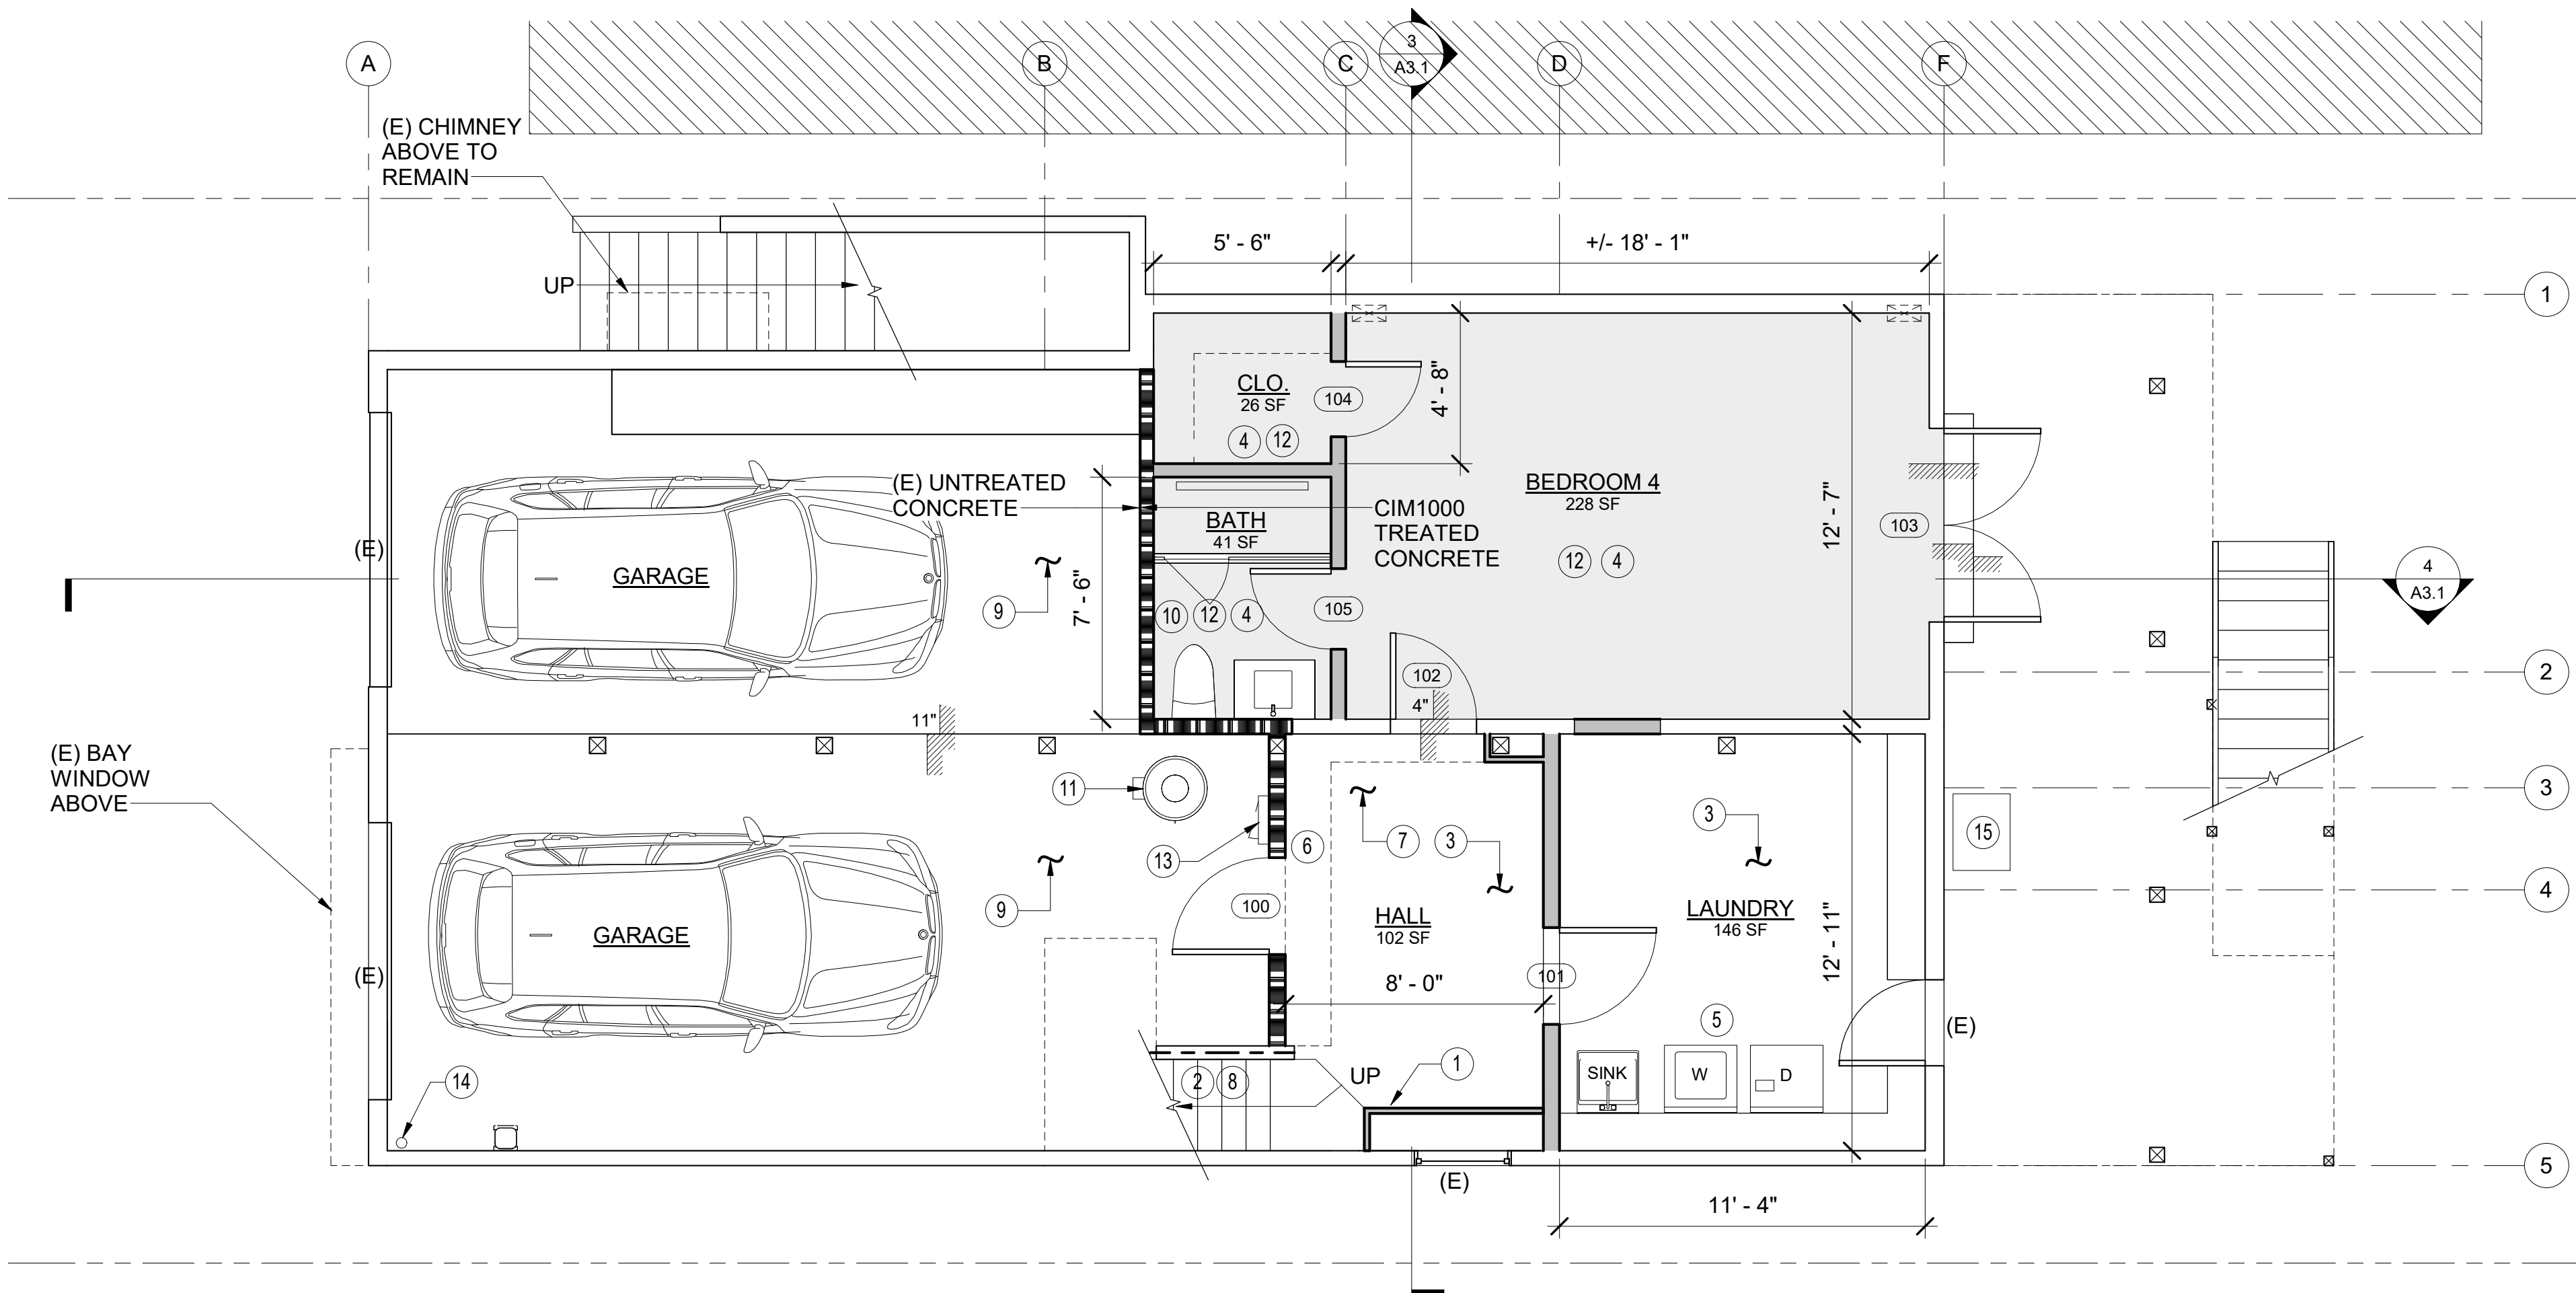 3
A3.1
A
B
C
D
F
(E) CHIMNEY
ABOVE TO
REMAIN
5' - 6"
+/- 18' - 1"
UP
1
CLO.
26 SF
104
4' - 8"
4
12
(E) UNTREATED
CONCRETE
BATH
41 SF
CIM1000
TREATED
CONCRETE
BEDROOM 4
228 SF
12' - 7"
103
(E)
GARAGE
9
7' - 6"
12
4
4
A3.1
10
12
4
105
102
2
11"
4"
(E) BAY
WINDOW
ABOVE
11
3
13
6
7
3
3
15
9
100
4
GARAGE
HALL
102 SF
LAUNDRY
146 SF
12' - 11"
(E)
8' - 0"
101
5
(E)
14
2
8
UP
1
SINK
W
D
5
(E)
11' - 4"